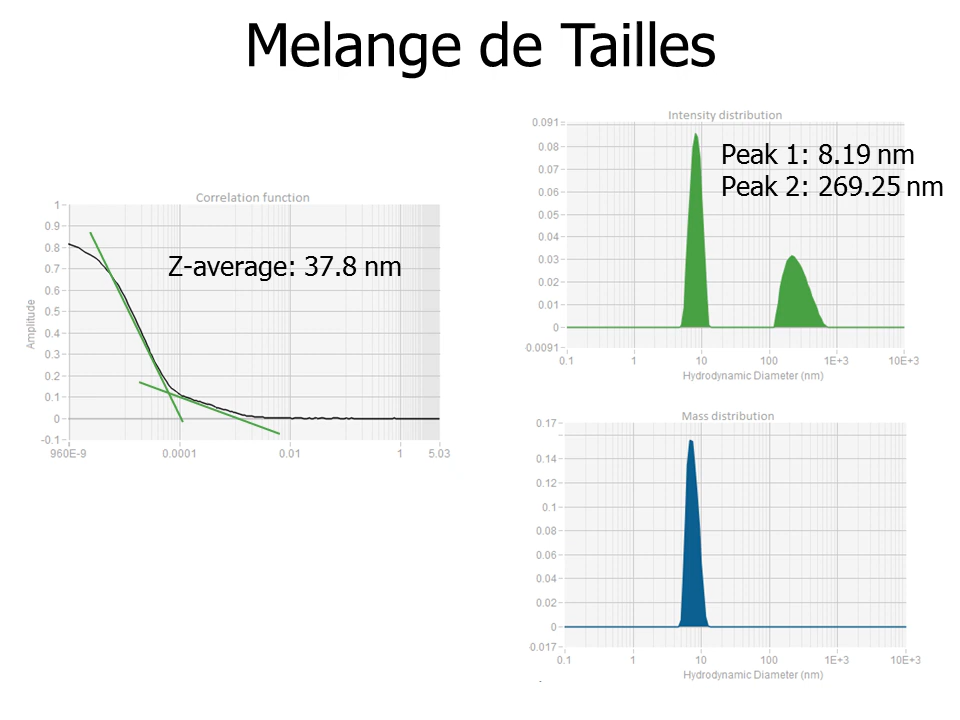 Melange de Tailles
Correlation function
1
0.9
0.8
0.7
0.6
0.5
0.4
0.3
0.2
0.1
0
-0.1
Amplitude
Z-average: 37.8 nm
960E-9 0.0001 0.01 1 5.03
Intensity distribution
0.091
0.08
0.07
0.06
0.05
0.04
0.03
0.02
0.01
0
-0.0091
Peak 1: 8.19 nm
Peak 2: 269.25 nm
0.1 1 10 100 1E+3 10E+3
Hydrodynamic Diameter (nm)
Mass distribution
0.17
0.14
0.12
0.1
0.08
0.06
0.04
0.02
0
-0.017
0.1 1 10 100 1E+3 10E+3
Hydrodynamic Diameter (nm)